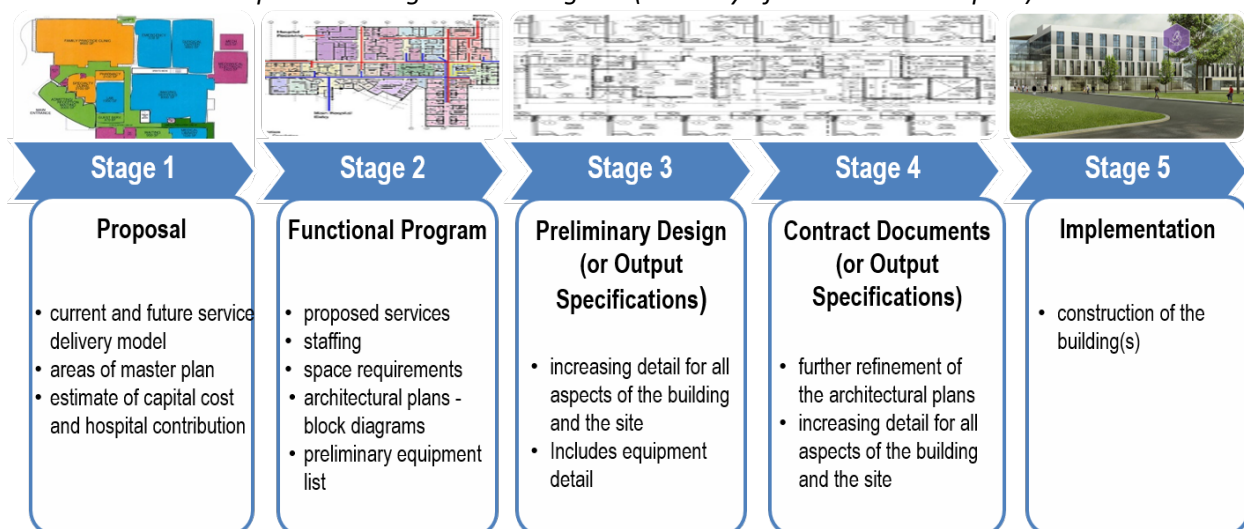 FAMILY PRACTICE CLINIC
Stage 1
Proposal
• current and future service
delivery model
• areas of master plan
• estimate of capital cost
and hospital contribution
Stage 2
Functional Program
• proposed services
• staffing
• space requirements
• architectural plans -
block diagrams
• preliminary equipment
list
Stage 3
Preliminary Design
(or Output
Specifications)
• increasing detail for all
aspects of the building
and the site
• Includes equipment
detail
Stage 4
Contract Documents
(or Output
Specifications)
• further refinement of
the architectural plans
• increasing detail for all
aspects of the building
and the site
Stage 5
Implementation
• construction of the
building(s)